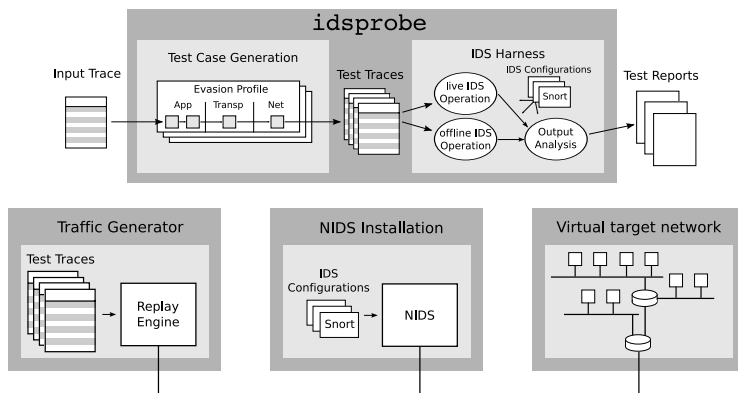 idsprobe
Input Trace
Test Case Generation
Evasion Profile
App
Transp
Net
Test Traces
IDS Harness
live IDS
Operation
offline IDS
Operation
IDS Configurations
Snort
Output
Analysis
Test Reports
Traffic Generator
Test Traces
Replay
Engine
NIDS Installation
IDS
Configurations
Snort
NIDS
Virtual target network